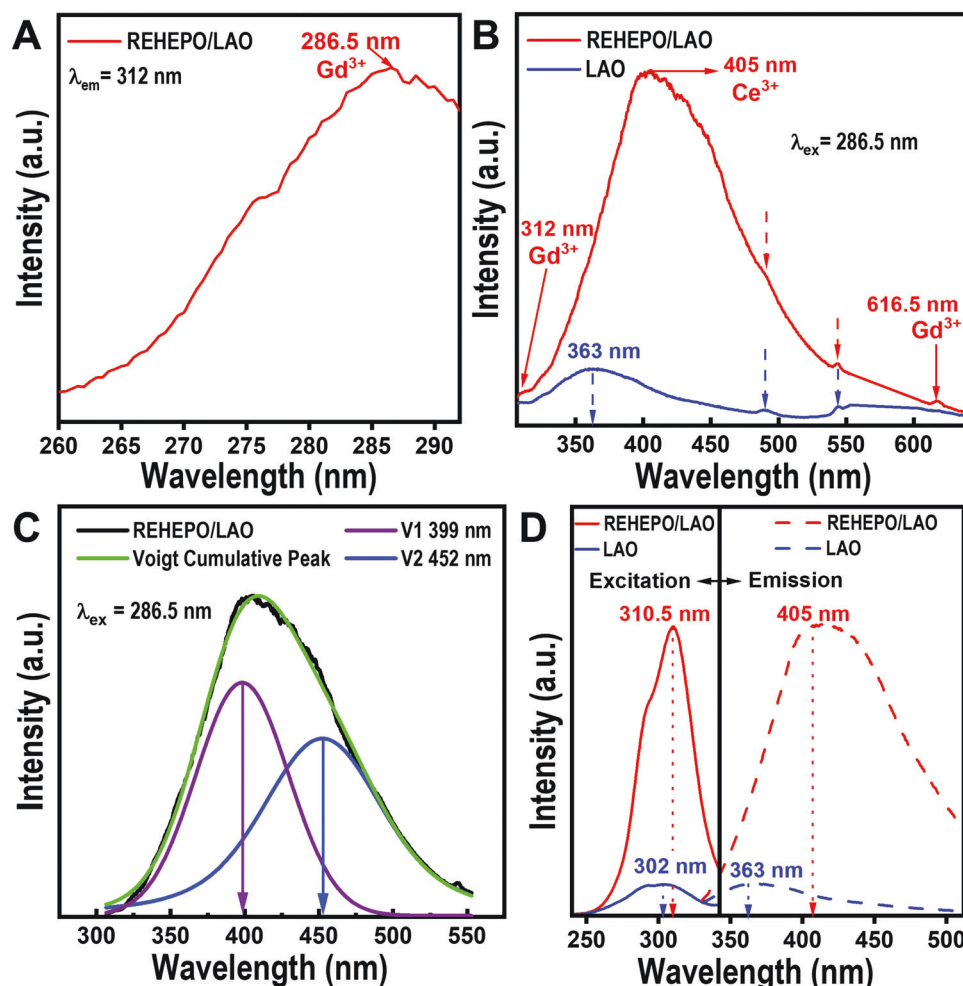 A
REHEPO/LAO
λem = 312 nm
286.5 nm
Gd³⁺
Intensity (a.u.)
260 265 270 275 280 285 290
Wavelength (nm)
B
REHEPO/LAO
LAO
405 nm
Ce³⁺
λex = 286.5 nm
312 nm
Gd³⁺
363 nm
616.5 nm
Gd³⁺
Intensity (a.u.)
350 400 450 500 550 600
Wavelength (nm)
C
REHEPO/LAO V1 399 nm
Voigt Cumulative Peak V2 452 nm
λex = 286.5 nm
Intensity (a.u.)
300 350 400 450 500 550
Wavelength (nm)
D
REHEPO/LAO REHEPO/LAO
LAO LAO
Excitation Emission
310.5 nm 405 nm
302 nm 363 nm
Intensity (a.u.)
250 300 350 400 450 500
Wavelength (nm)